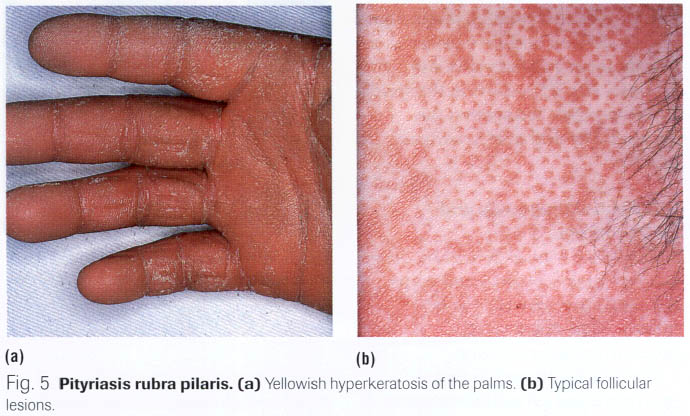 (a)
(b)
Fig. 5 Pityriasis rubra pilaris. (a) Yellowish hyperkeratosis of the palms. (b) Typical follicular
lesions.